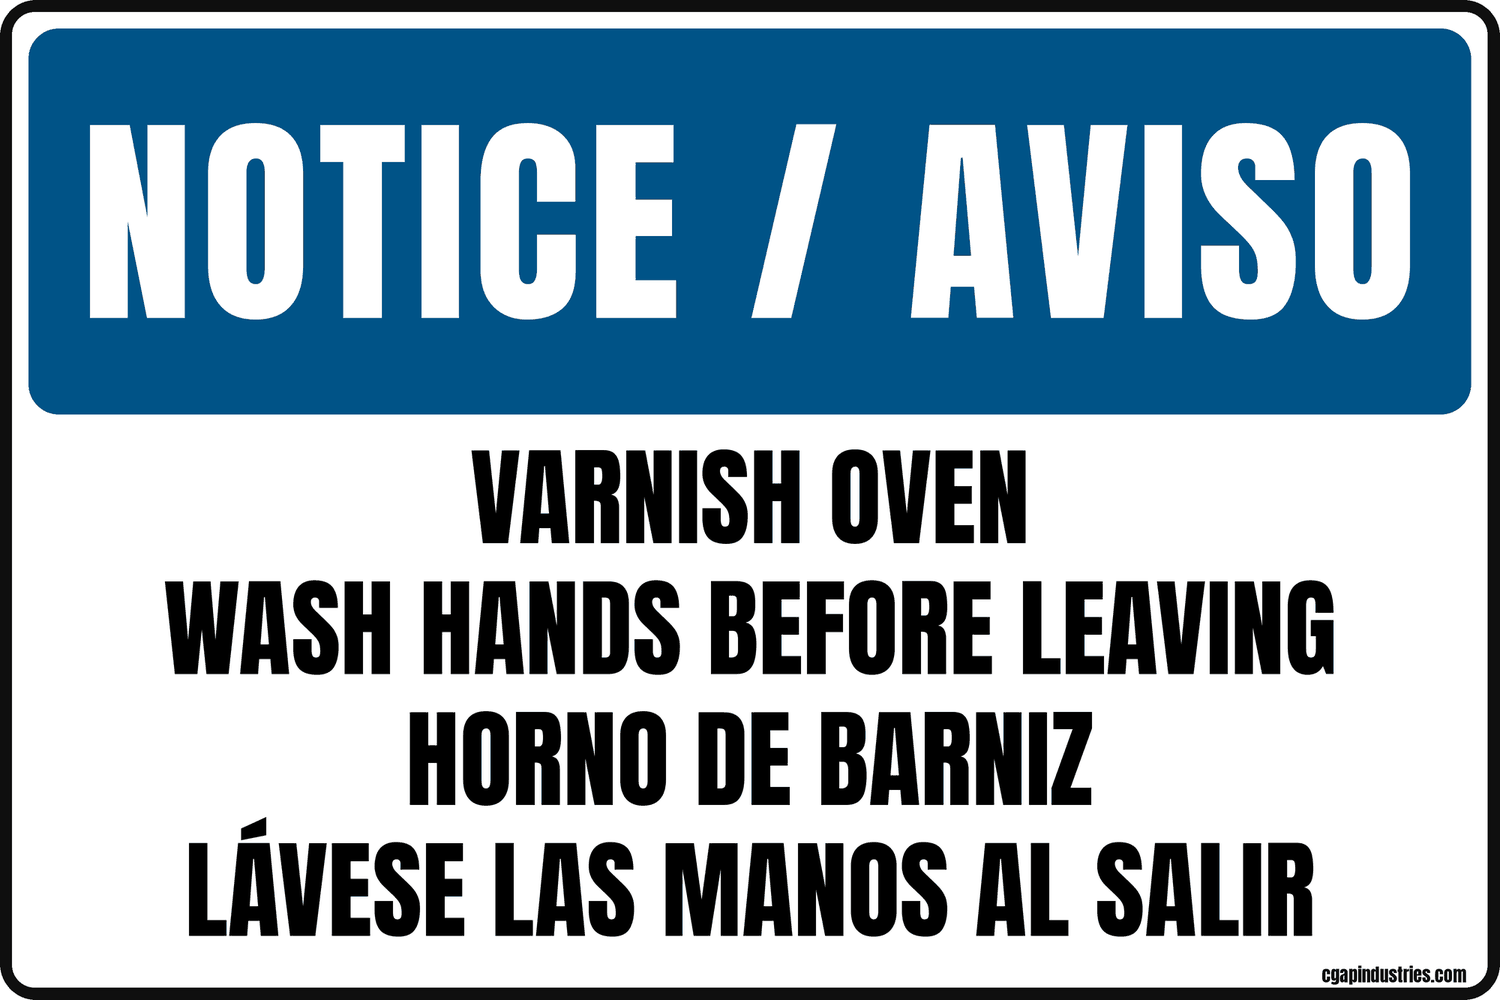 NOTICE / AVISO
VARNISH OVEN
WASH HANDS BEFORE LEAVING
HORNO DE BARNIZ
LÁVESE LAS MANOS AL SALIR
cgapindustries.com